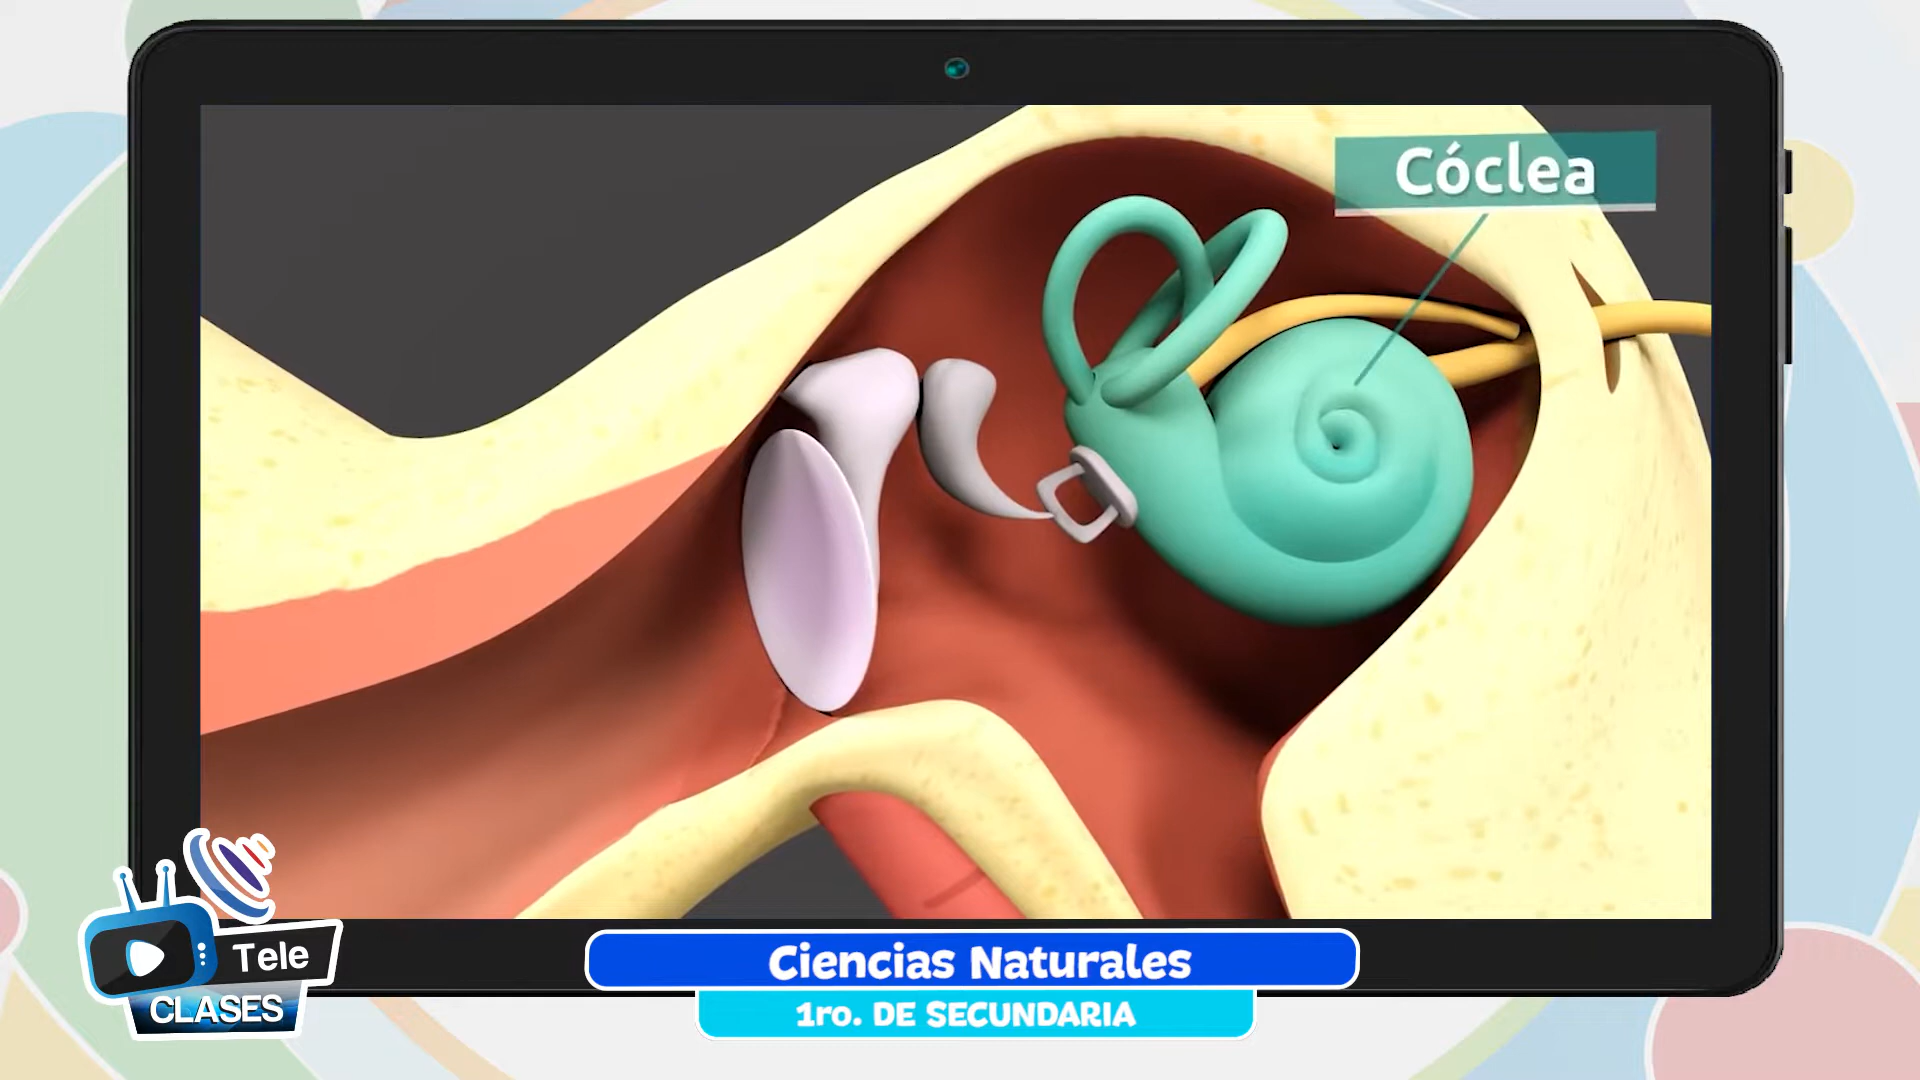 Cóclea
Tele
CLASES
Ciencias Naturales
1ro. DE SECUNDARIA